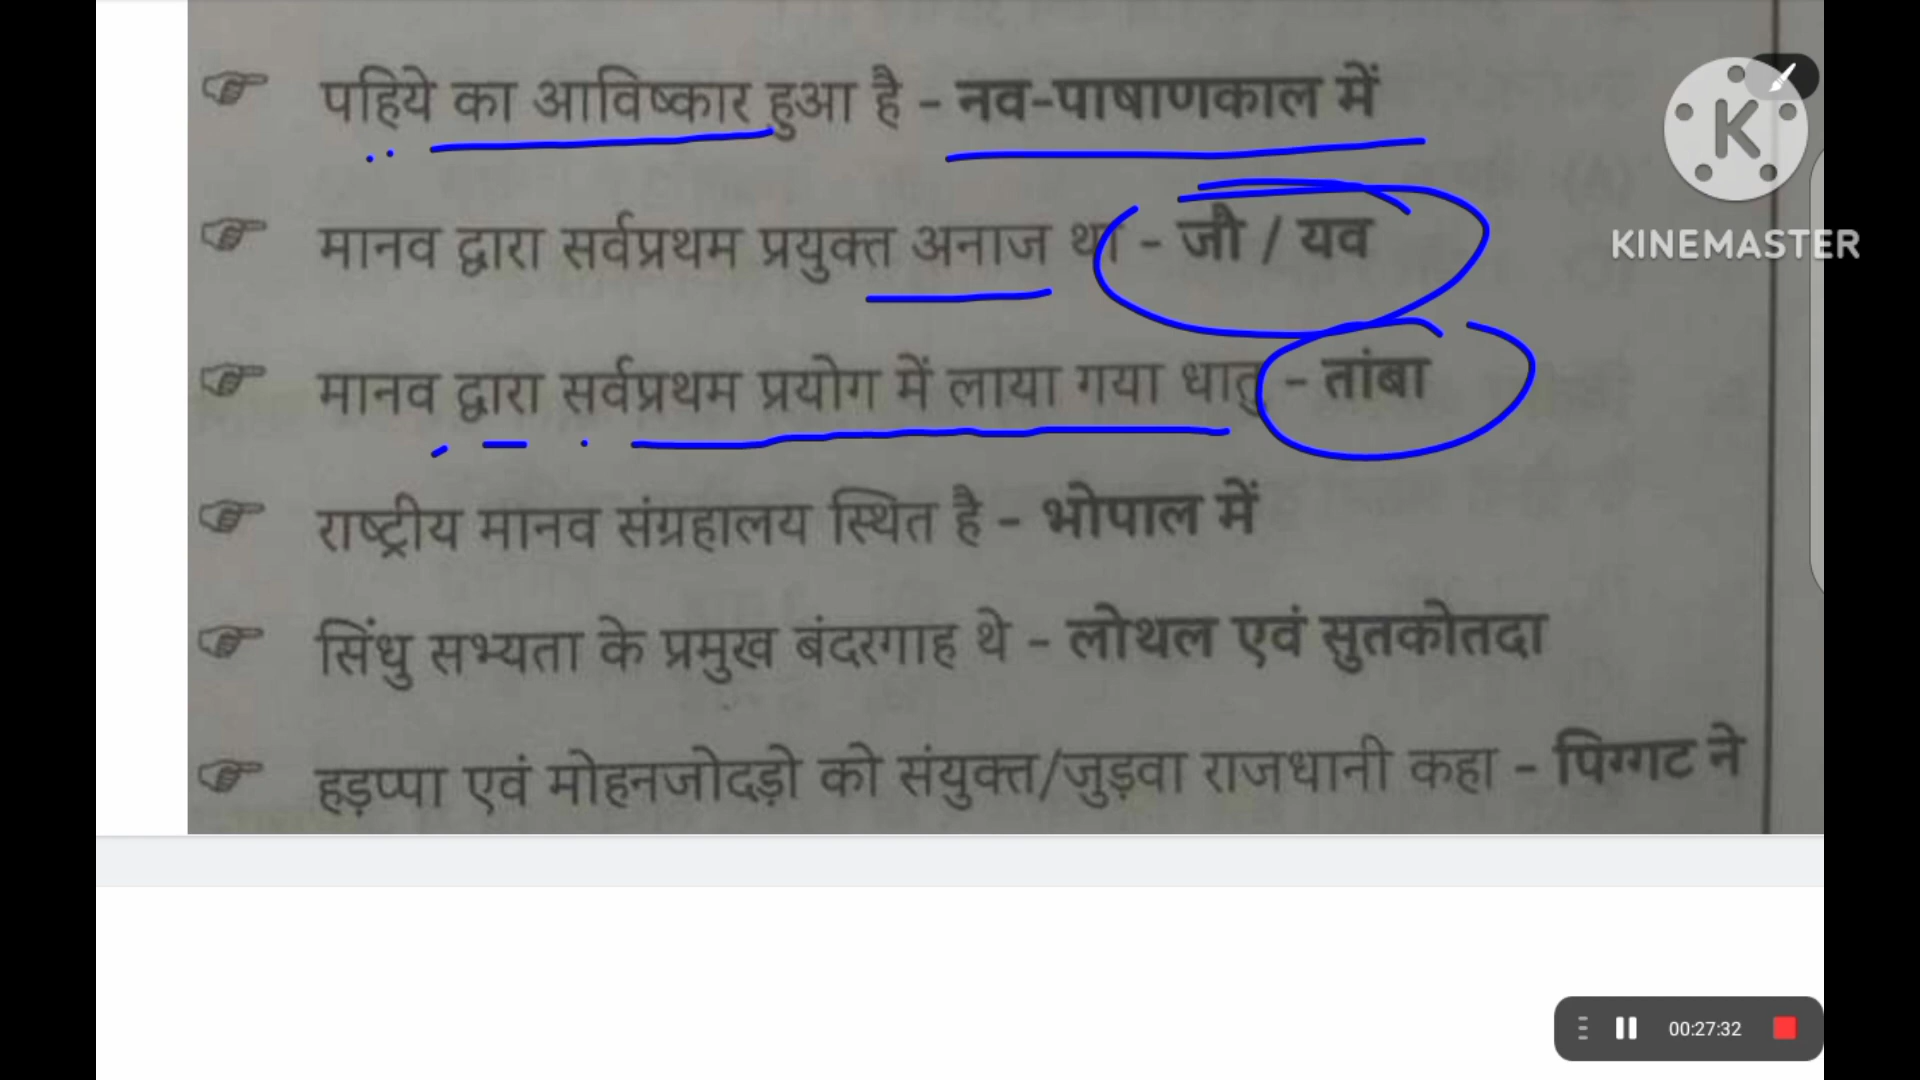 पहिये का आविष्कार हुआ है - नव-पाषाणकाल में
मानव द्वारा सर्वप्रथम प्रयुक्त अनाज था - जौ / यव
मानव द्वारा सर्वप्रथम प्रयोग में लाया गया धातु - तांबा
राष्ट्रीय मानव संग्रहालय स्थित है - भोपाल में
सिंधु सभ्यता के प्रमुख बंदरगाह थे - लोथल एवं सुतकोतदा
हड़प्पा एवं मोहनजोदड़ो को संयुक्त/जुड़वा राजधानी कहा - पिग्गट ने
K
KINEMASTER
00:27:32